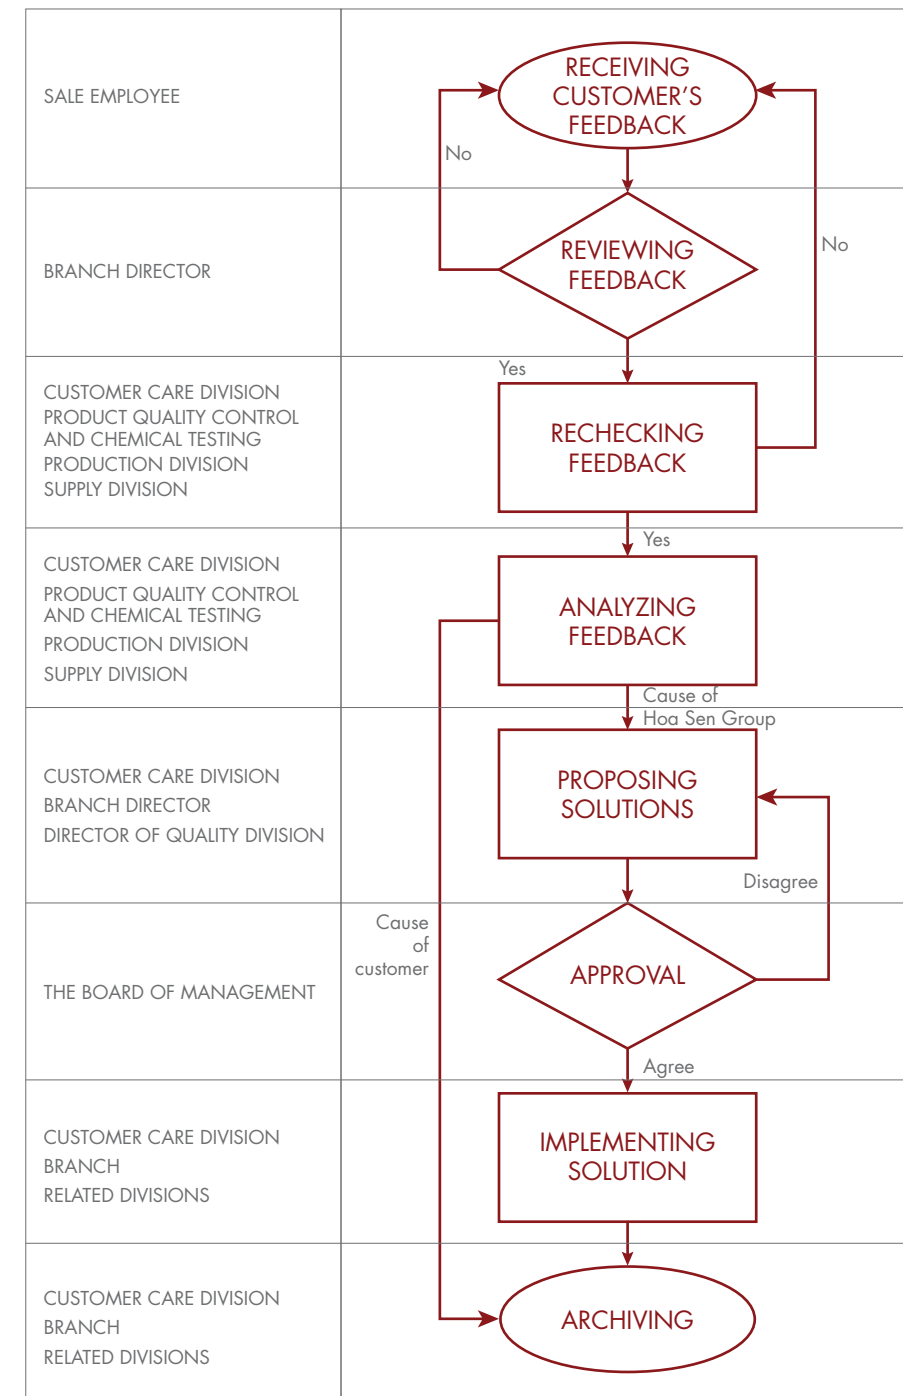 SALE EMPLOYEE
RECEIVING
CUSTOMER'S
FEEDBACK
No
BRANCH DIRECTOR
REVIEWING
FEEDBACK
No
CUSTOMER CARE DIVISION
PRODUCT QUALITY CONTROL
AND CHEMICAL TESTING
PRODUCTION DIVISION
SUPPLY DIVISION
Yes
RECHECKING
FEEDBACK
Yes
CUSTOMER CARE DIVISION
PRODUCT QUALITY CONTROL
AND CHEMICAL TESTING
PRODUCTION DIVISION
SUPPLY DIVISION
ANALYZING
FEEDBACK
Cause of
Hoa Sen Group
CUSTOMER CARE DIVISION
BRANCH DIRECTOR
DIRECTOR OF QUALITY DIVISION
PROPOSING
SOLUTIONS
Disagree
Cause
of
customer
THE BOARD OF MANAGEMENT
APPROVAL
Agree
CUSTOMER CARE DIVISION
BRANCH
RELATED DIVISIONS
IMPLEMENTING
SOLUTION
CUSTOMER CARE DIVISION
BRANCH
RELATED DIVISIONS
ARCHIVING